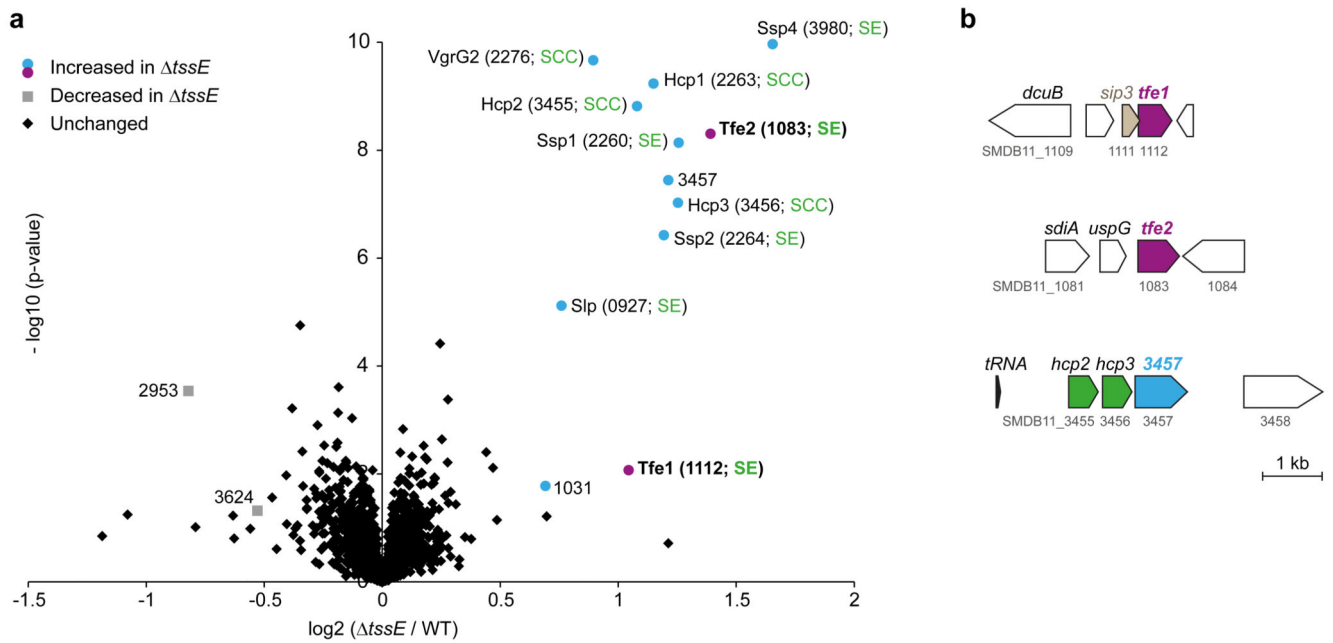 a
Increased in ΔtssE
Decreased in ΔtssE
Unchanged
- log10 (p-value)
10
8
6
4
2
0
-1.5
-1
-0.5
0
0.5
1
1.5
2
log2 (ΔtssE / WT)
Ssp4 (3980; SE)
VgrG2 (2276; SCC)
Hcp1 (2263; SCC)
Hcp2 (3455; SCC)
Tfe2 (1083; SE)
Ssp1 (2260; SE)
3457
Hcp3 (3456; SCC)
Ssp2 (2264; SE)
Slp (0927; SE)
2953
Tfe1 (1112; SE)
1031
3624
b
dcuB sip3 tfe1
SMDB11_1109 1111 1112
sdiA uspG tfe2
SMDB11_1081 1083 1084
tRNA hcp2 hcp3 3457
SMDB11_3455 3456 3457 3458
1 kb